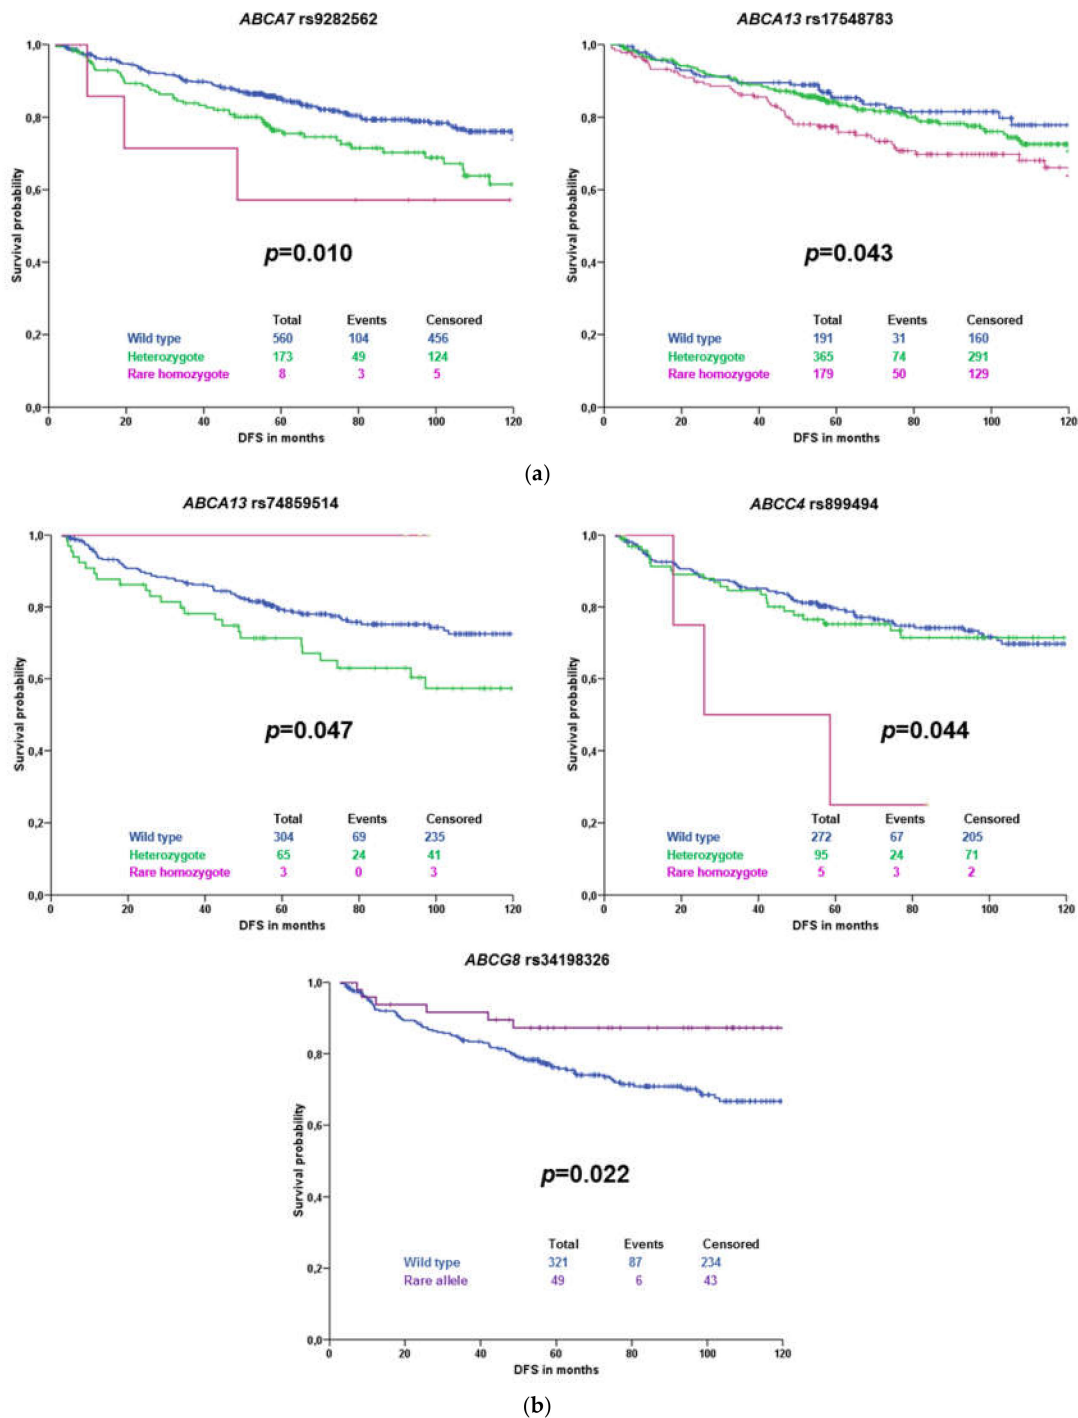 ABCA7 rs9282562
ABCA13 rs17548783
1,0
0,8
0,6
0,4
0,2
0,0
Survival probability
p=0.010
Total Events Censored
Wild type 560 104 456
Heterozygote 173 49 124
Rare homozygote 8 3 5
0 20 40 60 80 100 120
DFS in months
1,0
0,8
0,6
0,4
0,2
0,0
Survival probability
p=0.043
Total Events Censored
Wild type 191 31 160
Heterozygote 365 74 291
Rare homozygote 179 50 129
0 20 40 60 80 100 120
DFS in months
(a)
ABCA13 rs74859514
ABCC4 rs899494
1,0
0,8
0,6
0,4
0,2
0,0
Survival probability
p=0.047
Total Events Censored
Wild type 304 69 235
Heterozygote 65 24 41
Rare homozygote 3 0 3
0 20 40 60 80 100 120
DFS in months
1,0
0,8
0,6
0,4
0,2
0,0
Survival probability
p=0.044
Total Events Censored
Wild type 272 67 205
Heterozygote 95 24 71
Rare homozygote 5 3 2
0 20 40 60 80 100 120
DFS in months
ABCG8 rs34198326
1,0
0,8
0,6
0,4
0,2
0,0
Survival probability
p=0.022
Total Events Censored
Wild type 321 87 234
Rare allele 49 6 43
0 20 40 60 80 100 120
DFS in months
(b)